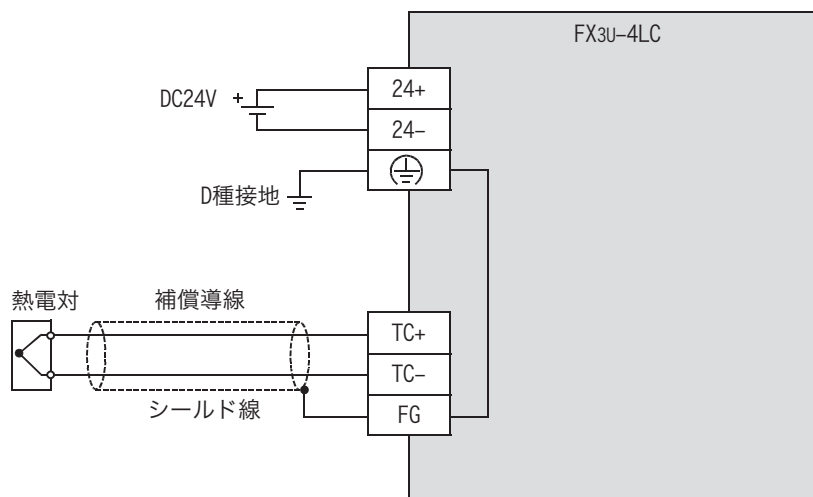 FX3U-4LC
24+
DC24V +
24-
D種接地
熱電対
補償導線
TC+
TC-
シールド線
FG